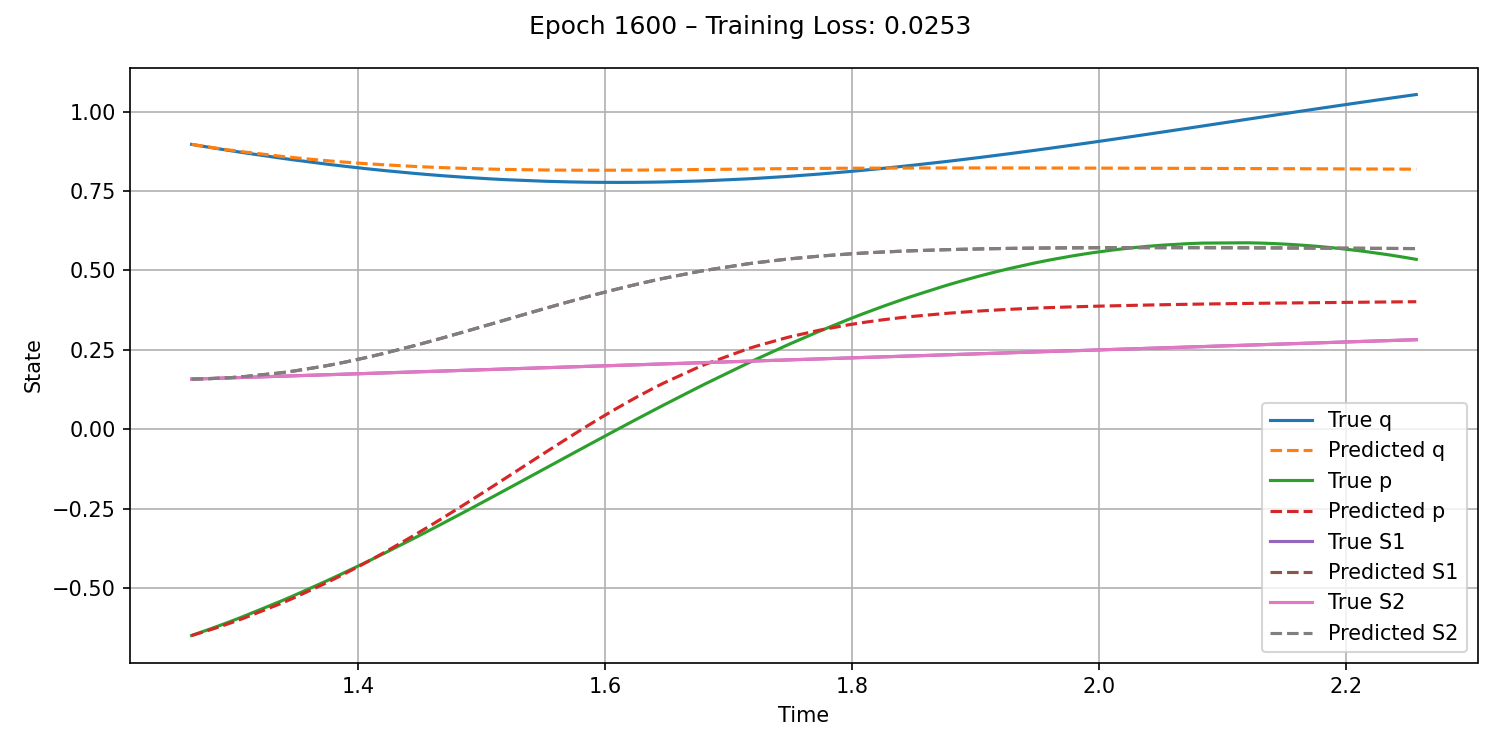 Epoch 1600 – Training Loss: 0.0253
1.00
0.75
0.50
0.25
0.00
−0.25
−0.50
State
True q
Predicted q
True p
Predicted p
True S1
Predicted S1
True S2
Predicted S2
1.4 1.6 1.8 2.0 2.2
Time